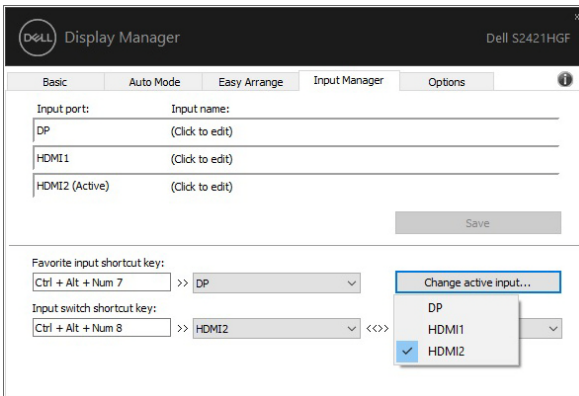 DELL Display Manager Dell S2421HGF
Basic Auto Mode Easy Arrange Input Manager Options
Input port: Input name:
DP (Click to edit)
HDMI1 (Click to edit)
HDMI2 (Active) (Click to edit)
Save
Favorite input shortcut key:
Ctrl + Alt + Num 7 >> DP Change active input...
Input switch shortcut key:
Ctrl + Alt + Num 8 >> HDMI2 <<>>
DP
HDMI1
HDMI2